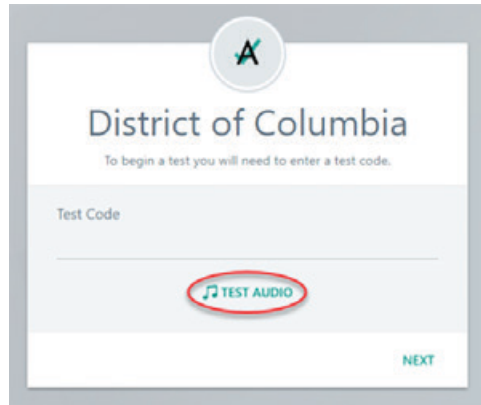 District of Columbia
To begin a test you will need to enter a test code.
Test Code
TEST AUDIO
NEXT